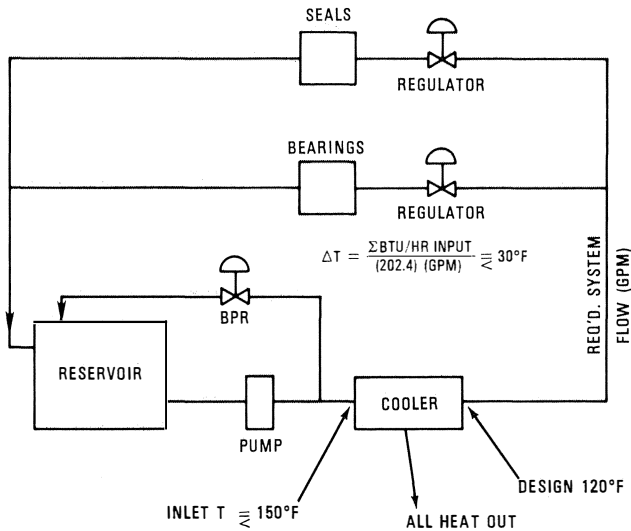 SEALS
REGULATOR
BEARINGS
REGULATOR
ΔT = ΣBTU/HR INPUT / (202.4) (GPM) ≦ 30°F
REQ'D. SYSTEM
FLOW (GPM)
BPR
RESERVOIR
PUMP
COOLER
DESIGN 120°F
INLET T ≦ 150°F
ALL HEAT OUT